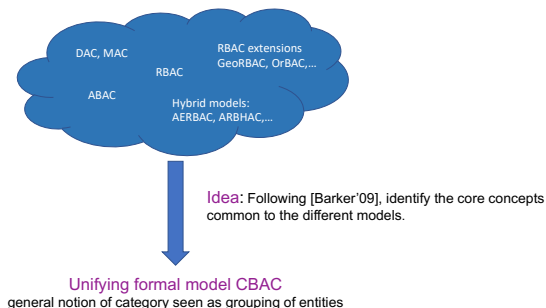 DAC, MAC
RBAC extensions
GeoRBAC, OrBAC,...
RBAC
ABAC
Hybrid models:
AERBAC, ARBHAC,...
Idea: Following [Barker'09], identify the core concepts
common to the different models.
Unifying formal model CBAC
general notion of category seen as grouping of entities